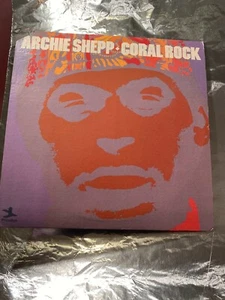 ARCHIE SHEPP • CORAL ROCK